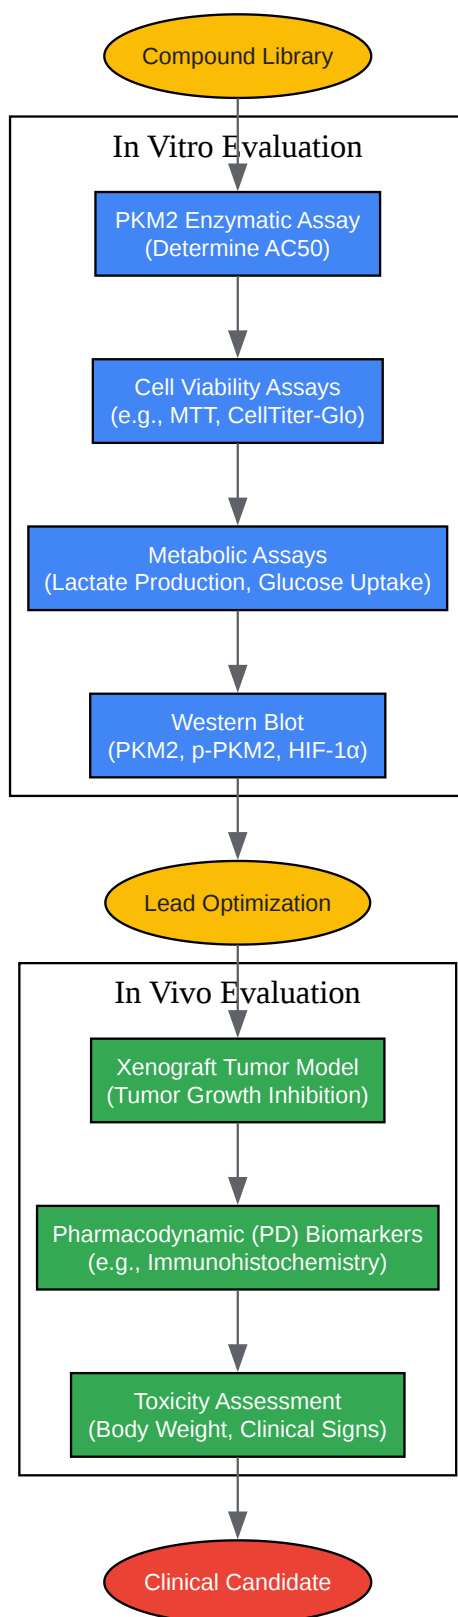 Compound Library
In Vitro Evaluation
PKM2 Enzymatic Assay
(Determine AC50)
Cell Viability Assays
(e.g., MTT, CellTiter-Glo)
Metabolic Assays
(Lactate Production, Glucose Uptake)
Western Blot
(PKM2, p-PKM2, HIF-1α)
Lead Optimization
In Vivo Evaluation
Xenograft Tumor Model
(Tumor Growth Inhibition)
Pharmacodynamic (PD) Biomarkers
(e.g., Immunohistochemistry)
Toxicity Assessment
(Body Weight, Clinical Signs)
Clinical Candidate